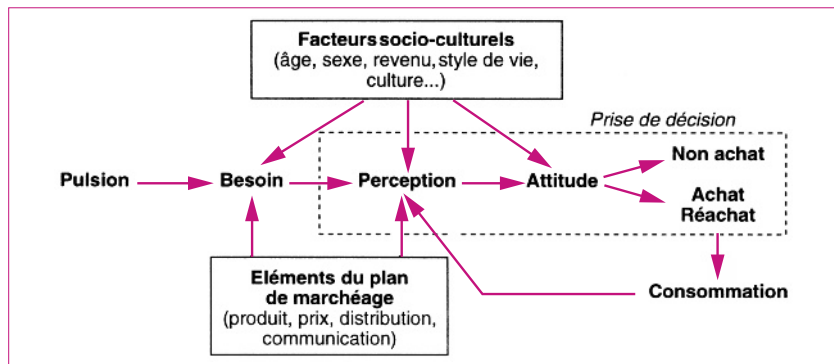 Facteurs socio-culturels
(âge, sexe, revenu, style de vie,
culture...)
Prise de décision
Non achat
Pulsion
Besoin
Perception
Attitude
Achat
Réachat
Eléments du plan
de marchéage
(produit, prix, distribution,
communication)
Consommation